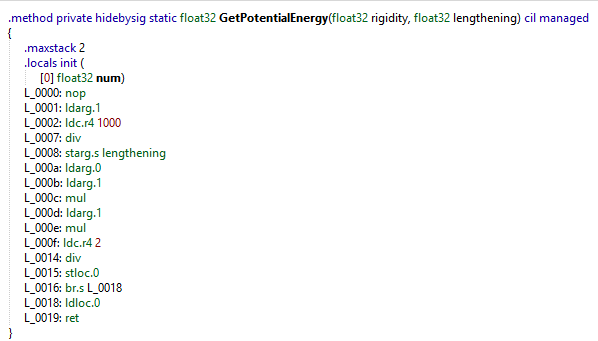 .method private hidebysig static float32 GetPotentialEnergy(float32 rigidity, float32 lengthening) cil managed
{
.maxstack 2
.locals init (
[0] float32 num)
L_0000: nop
L_0001: ldarg.1
L_0002: ldc.r4 1000
L_0007: div
L_0008: starg.s lengthening
L_000a: ldarg.0
L_000b: ldarg.1
L_000c: mul
L_000d: ldarg.1
L_000e: mul
L_000f: ldc.r4 2
L_0014: div
L_0015: stloc.0
L_0016: br.s L_0018
L_0018: ldloc.0
L_0019: ret
}